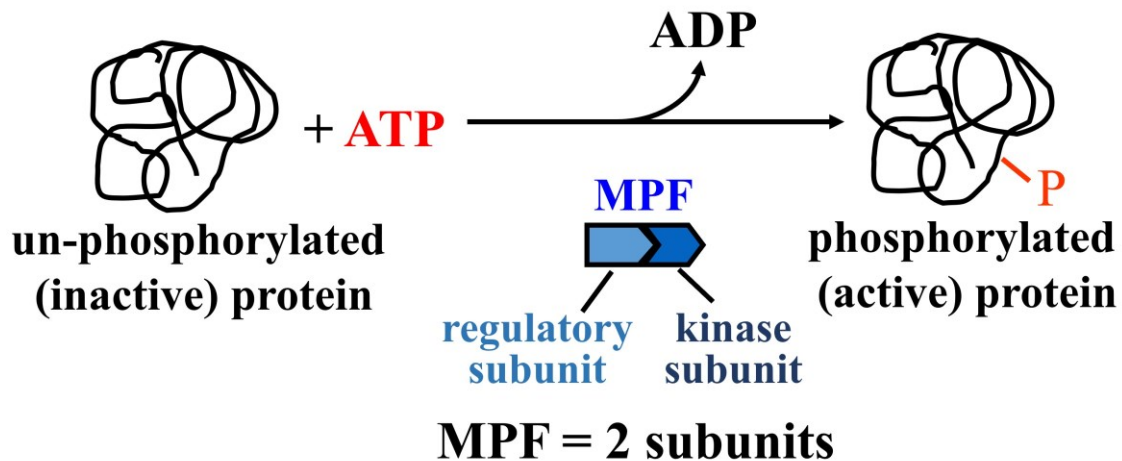 ADP
+ ATP
MPF
P
un-phosphorylated
(inactive) protein
phosphorylated
(active) protein
regulatory
subunit
kinase
subunit
MPF = 2 subunits